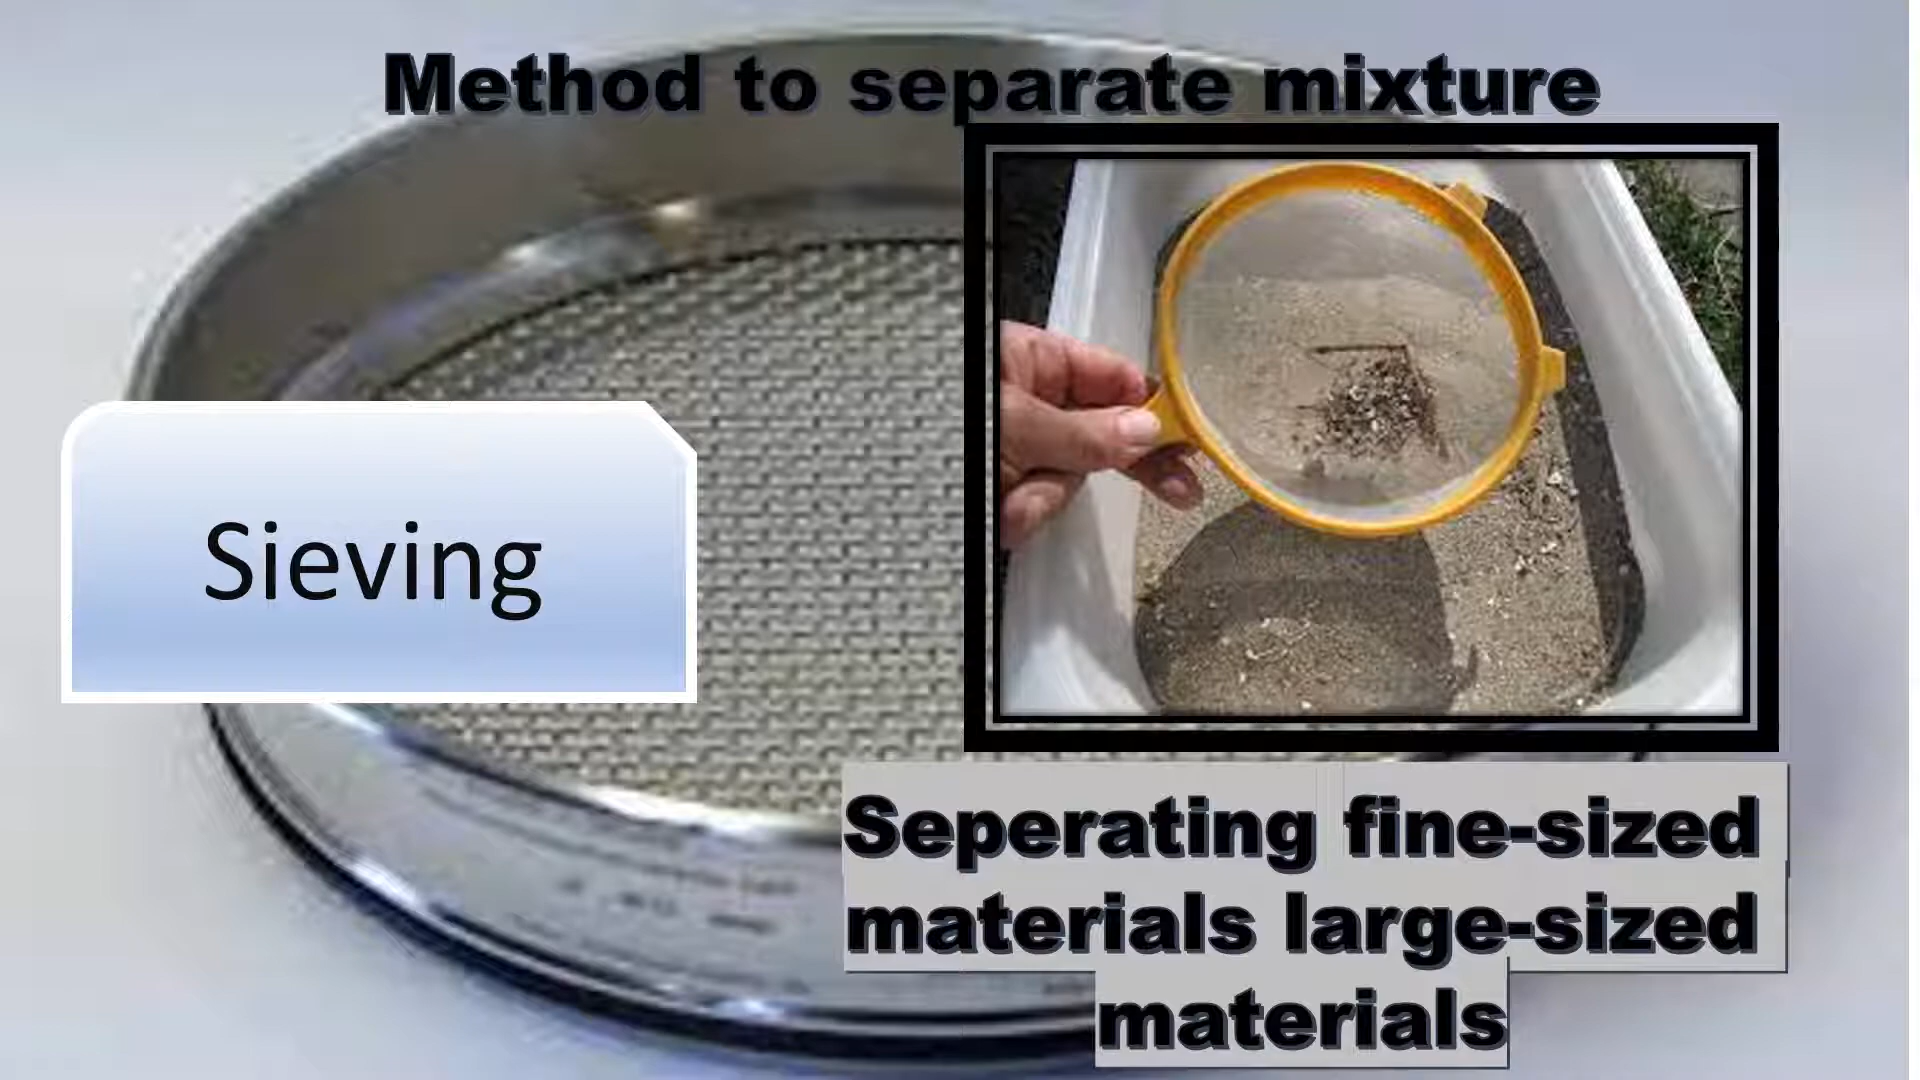 Method to separate mixture
Sieving
Seperating fine-sized
materials large-sized
materials